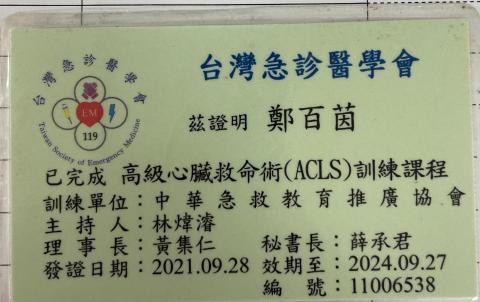 台灣急診醫學會
EM
119
Taiwan Society of Emergency Medicine
台灣急診醫學會
茲證明 鄭百茵
已完成 高級心臟救命術(ACLS)訓練課程
訓練單位：中華急救教育推廣協會
主持人：林煒濬
理事長：黃集仁 秘書長：薛承君
發證日期：2021.09.28 效期至：2024.09.27
編號：11006538